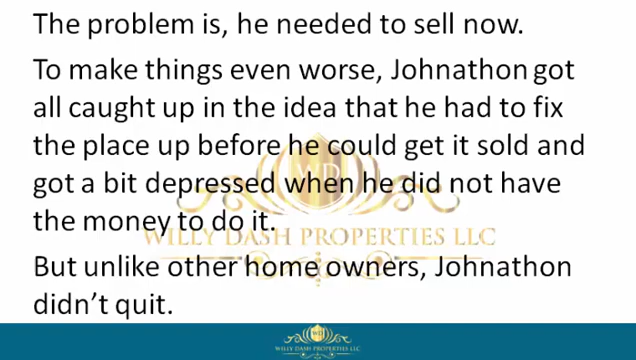 The problem is, he needed to sell now.
To make things even worse, Johnathon got
all caught up in the idea that he had to fix
the place up before he could get it sold and
got a bit depressed when he did not have
the money to do it.
WILLY DASH PROPERTIES LLC
But unlike other home owners, Johnathon
didn’t quit.
WILLY DASH PROPERTIES LLC